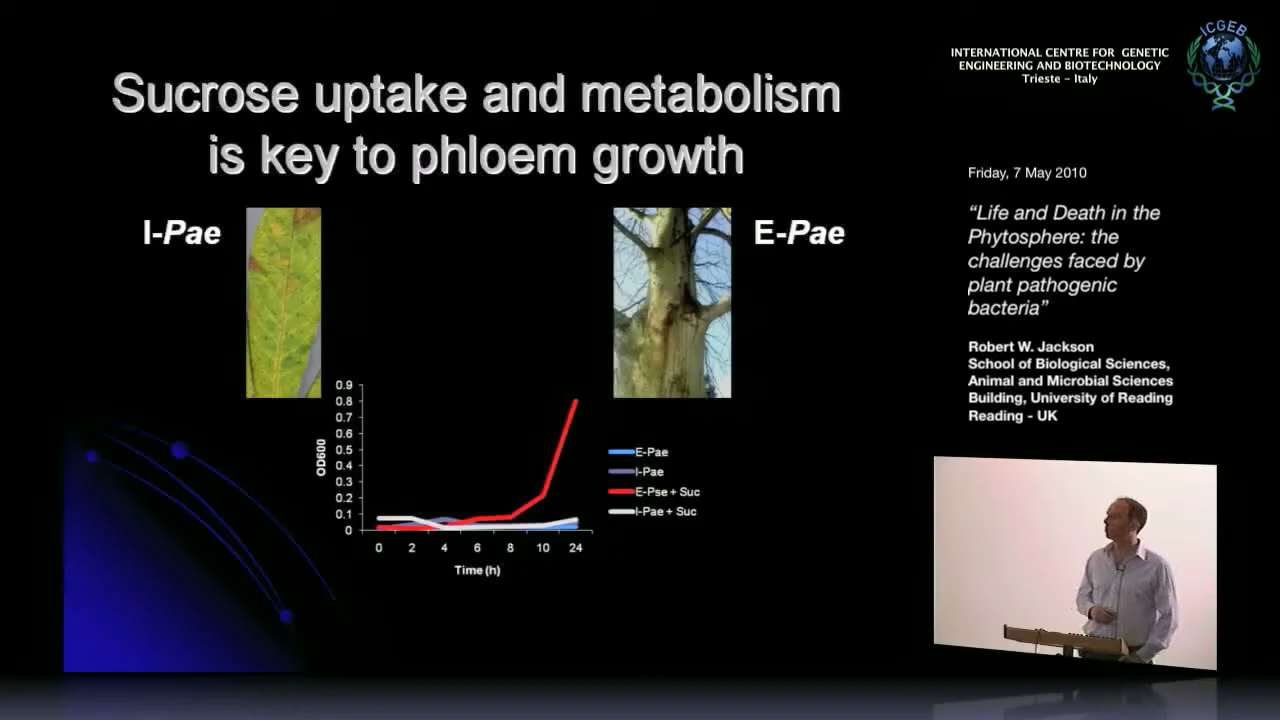 Sucrose uptake and metabolism
is key to phloem growth
I-Pae
E-Pae
0.9
0.8
0.7
0.6
0.5
0.4
0.3
0.2
0.1
0
OD600
0 2 4 6 8 10 24
Time (h)
E-Pae
I-Pae
E-Pse + Suc
I-Pae + Suc
INTERNATIONAL CENTRE FOR GENETIC
ENGINEERING AND BIOTECHNOLOGY
Trieste - Italy
ICGEB
Friday, 7 May 2010
“Life and Death in the
Phytosphere: the
challenges faced by
plant pathogenic
bacteria”
Robert W. Jackson
School of Biological Sciences,
Animal and Microbial Sciences
Building, University of Reading
Reading - UK